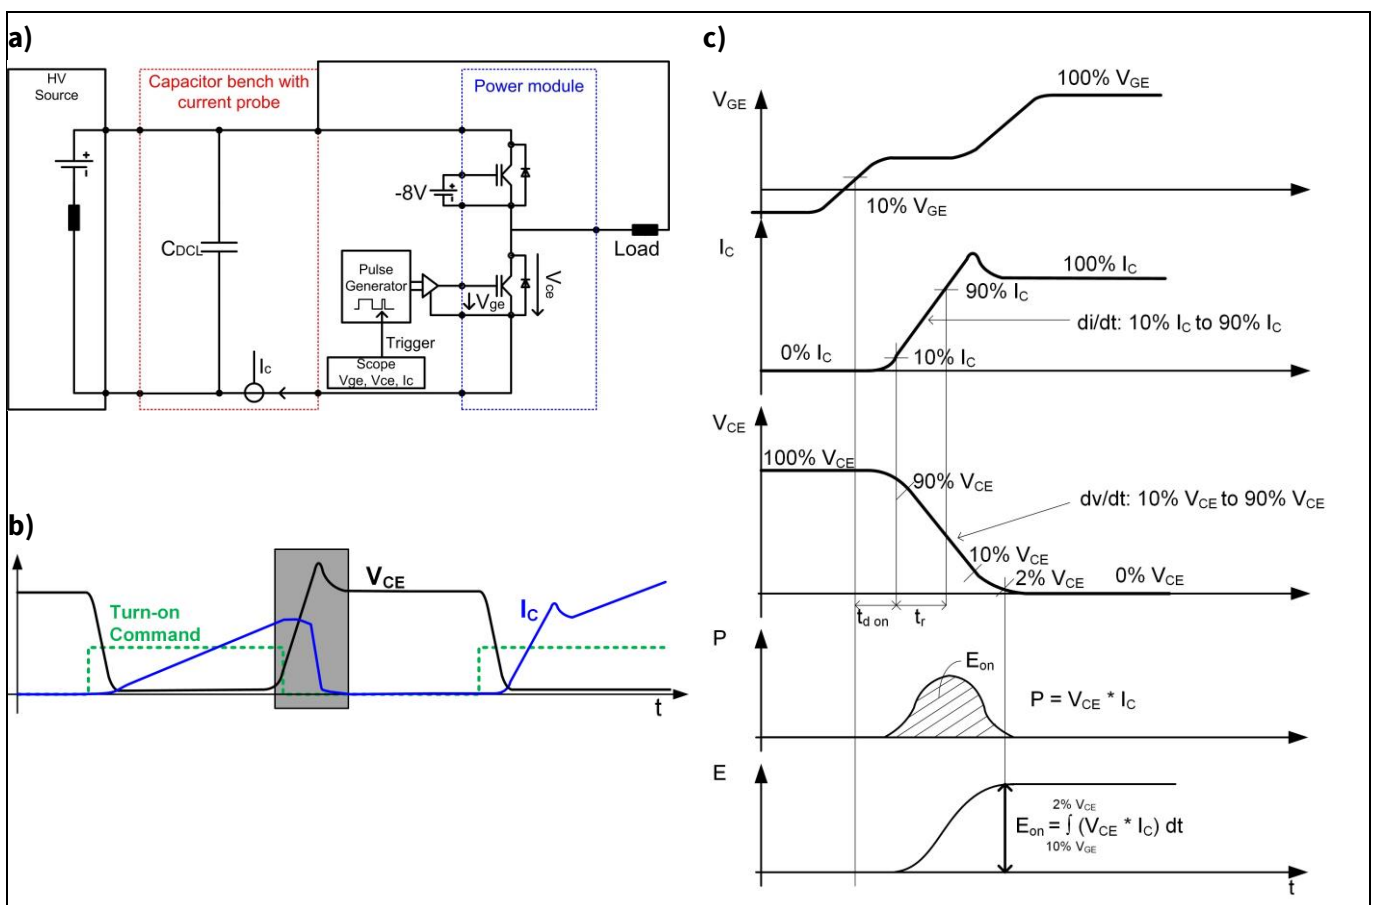 a)
HV
Source
Capacitor bench with
current probe
Power module
+
-
-8V
+
-
CDCL
Load
Pulse
Generator
Vge
Vce
Trigger
Scope
Vge, Vce, Ic
Ic
b)
VCE
Turn-on
Command
IC
t
c)
VGE
100% VGE
10% VGE
IC
100% IC
90% IC
di/dt: 10% IC to 90% IC
0% IC
10% IC
VCE
100% VCE
90% VCE
dv/dt: 10% VCE to 90% VCE
10% VCE
2% VCE
0% VCE
td on
tr
P
Eon
P = VCE * IC
E
2% VCE
Eon = ∫ (VCE * IC) dt
10% VGE
t